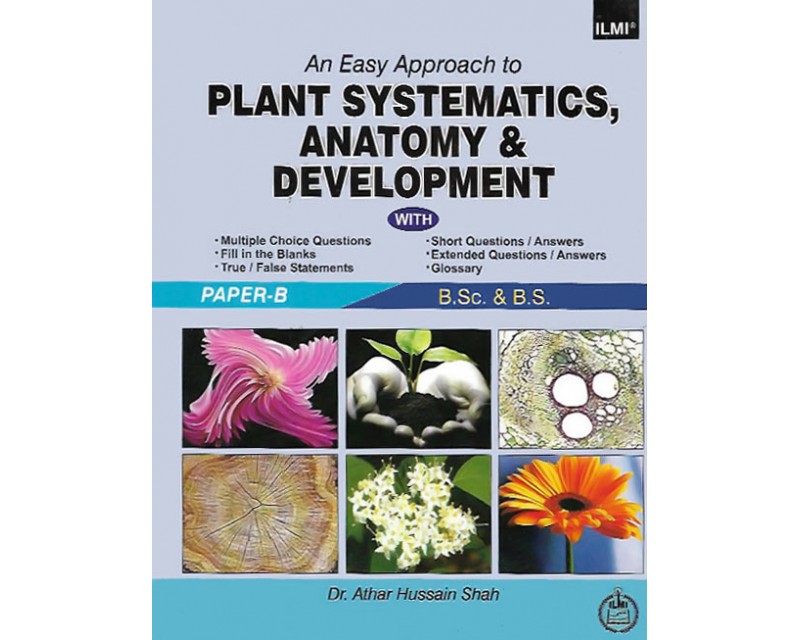 ILMI®
An Easy Approach to
PLANT SYSTEMATICS,
ANATOMY &
DEVELOPMENT
WITH
• Multiple Choice Questions
• Fill in the Blanks
• True / False Statements
• Short Questions / Answers
• Extended Questions / Answers
• Glossary
PAPER-B
B.Sc. & B.S.
Dr. Athar Hussain Shah
ILMI